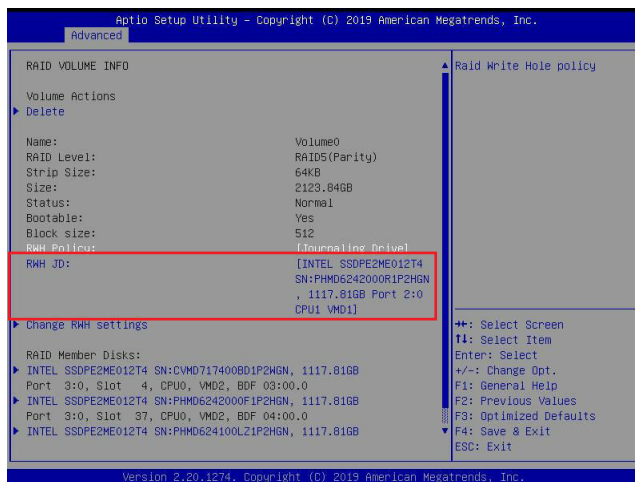 Aptio Setup Utility – Copyright (C) 2019 American Megatrends, Inc.
Advanced
RAID VOLUME INFO
Volume Actions
Delete
Name: Volume0
RAID Level: RAID5(Parity)
Strip Size: 64KB
Size: 2123.84GB
Status: Normal
Bootable: Yes
Block size: 512
RWH Policy: [Journaling Drive]
RWH JD: [INTEL SSDPE2ME012T4
SN:PHMD6242000R1P2HGN
, 1117.81GB Port 2:0
CPU1 VMD1]
Change RWH settings
RAID Member Disks:
INTEL SSDPE2ME012T4 SN:CVMD717400BD1P2WGN, 1117.81GB
Port 3:0, Slot 4, CPU0, VMD2, BDF 03:00.0
INTEL SSDPE2ME012T4 SN:PHMD6242000F1P2HGN, 1117.81GB
Port 3:0, Slot 37, CPU0, VMD2, BDF 04:00.0
INTEL SSDPE2ME012T4 SN:PHMD624100LZ1P2HGN, 1117.81GB
Raid Write Hole policy
→←: Select Screen
↑↓: Select Item
Enter: Select
+/-: Change Opt.
F1: General Help
F2: Previous Values
F3: Optimized Defaults
F4: Save & Exit
ESC: Exit
Version 2.20.1274. Copyright (C) 2019 American Megatrends, Inc.